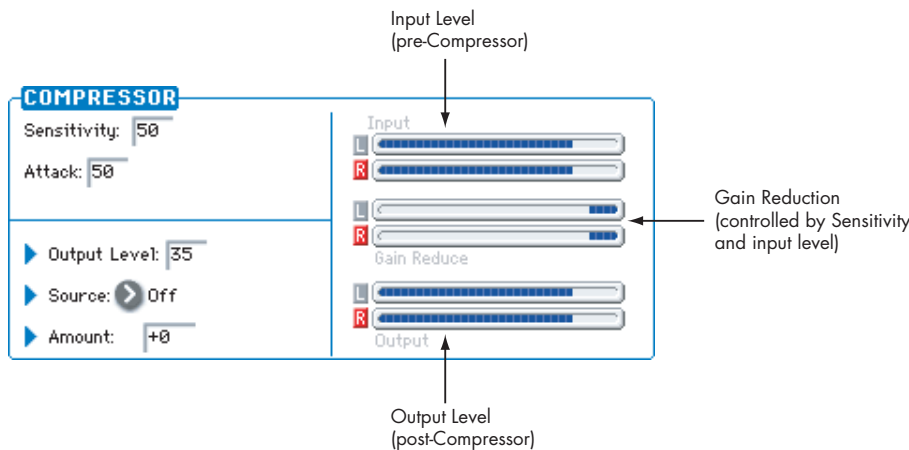 Input Level
(pre-Compressor)
COMPRESSOR
Sensitivity: 50
Attack: 50
Output Level: 35
Source: Off
Amount: +0
Input
L
R
L
R
Gain Reduce
L
R
Output
Gain Reduction
(controlled by Sensitivity
and input level)
Output Level
(post-Compressor)